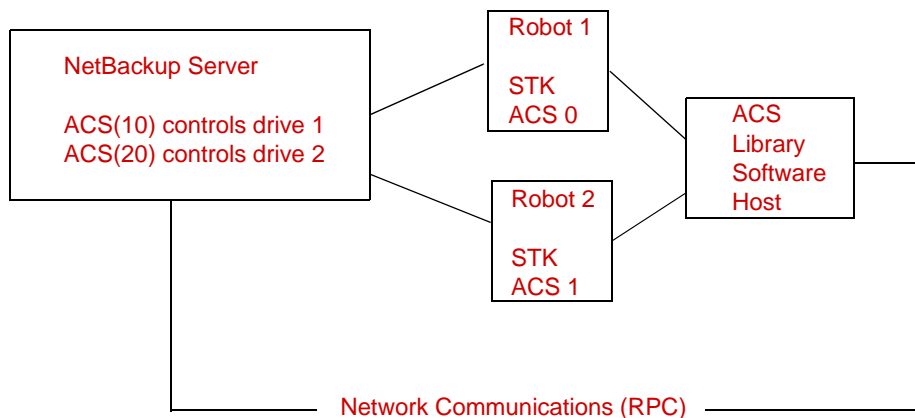 NetBackup Server
ACS(10) controls drive 1
ACS(20) controls drive 2
Robot 1
STK
ACS 0
Robot 2
STK
ACS 1
ACS
Library
Software
Host
Network Communications (RPC)